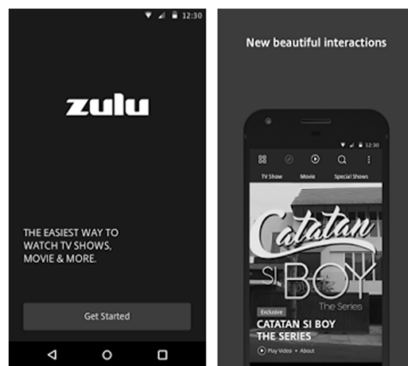 12:30
zulu
THE EASIEST WAY TO
WATCH TV SHOWS,
MOVIE & MORE.
Get Started
New beautiful interactions
12:30
TV Show Movie Special Shows
Catatan
SI BOY
The Series
Exclusive
CATATAN SI BOY
THE SERIES
Play Video • About